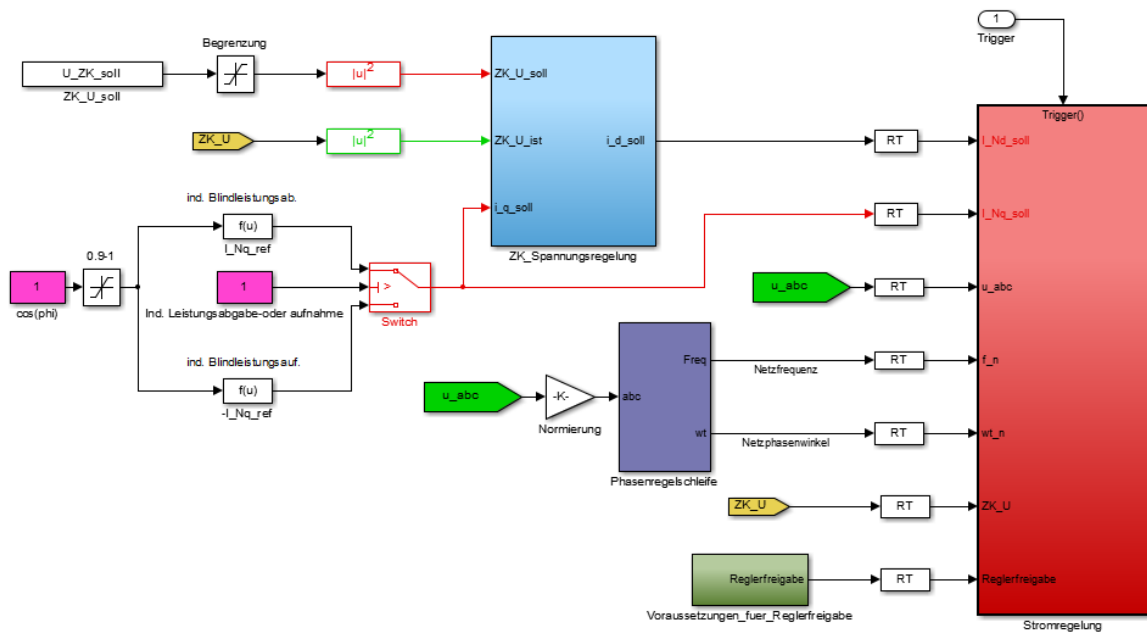 Begrenzung
U_ZK_soll
ZK_U_soll
|u|²
ZK_U_soll
ZK_U
|u|²
ZK_U_ist
i_d_soll
i_q_soll
ZK_Spannungsregelung
1
Trigger
Trigger()
RT
I_Nd_soll
RT
I_Nq_soll
ind. Blindleistungsab.
f(u)
I_Nq_ref
0.9-1
1
cos(phi)
1
Ind. Leistungsabgabe-oder aufnahme
>
Switch
ind. Blindleistungsauf.
f(u)
-I_Nq_ref
u_abc
RT
u_abc
u_abc
-K-
Normierung
abc
Freq
wt
Phasenregelschleife
Netzfrequenz
RT
f_n
Netzphasenwinkel
RT
wt_n
ZK_U
RT
ZK_U
Reglerfreigabe
Voraussetzungen_fuer_Reglerfreigabe
RT
Reglerfreigabe
Stromregelung